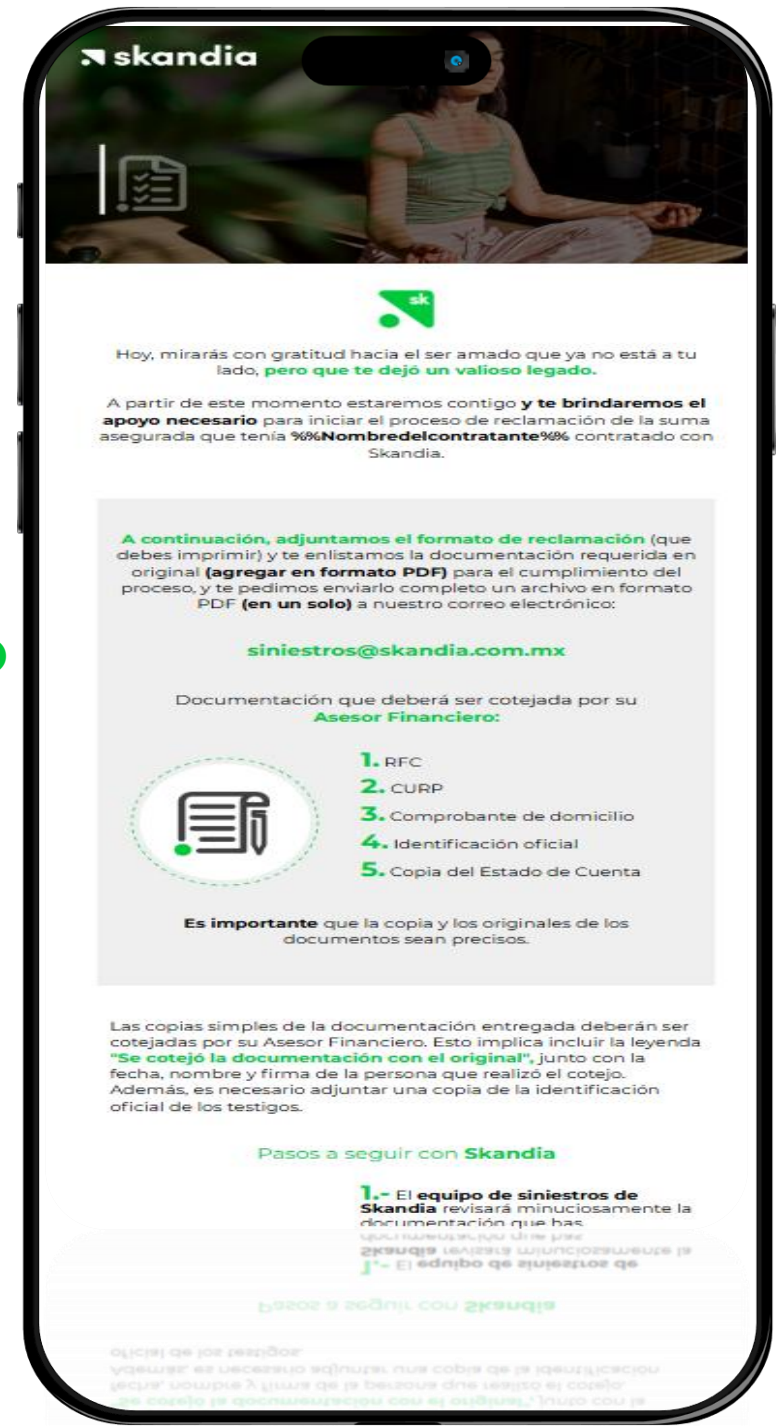 skandia
sk
Hoy, mirarás con gratitud hacia el ser amado que ya no está a tu
lado, pero que te dejó un valioso legado.
A partir de este momento estaremos contigo y te brindaremos el
apoyo necesario para iniciar el proceso de reclamación de la suma
asegurada que tenía %%Nombredelcontratante%% contratado con
Skandia.
A continuación, adjuntamos el formato de reclamación (que
debes imprimir) y te enlistamos la documentación requerida en
original (agregar en formato PDF) para el cumplimiento del
proceso, y te pedimos enviarlo completo un archivo en formato
PDF (en un solo) a nuestro correo electrónico:
siniestros@skandia.com.mx
Documentación que deberá ser cotejada por su
Asesor Financiero:
1. RFC
2. CURP
3. Comprobante de domicilio
4. Identificación oficial
5. Copia del Estado de Cuenta
Es importante que la copia y los originales de los
documentos sean precisos.
Las copias simples de la documentación entregada deberán ser
cotejadas por su Asesor Financiero. Esto implica incluir la leyenda
"Se cotejó la documentación con el original", junto con la
fecha, nombre y firma de la persona que realizó el cotejo.
Además, es necesario adjuntar una copia de la identificación
oficial de los testigos.
Pasos a seguir con Skandia
1.- El equipo de siniestros de
Skandia revisará minuciosamente la
documentación que has